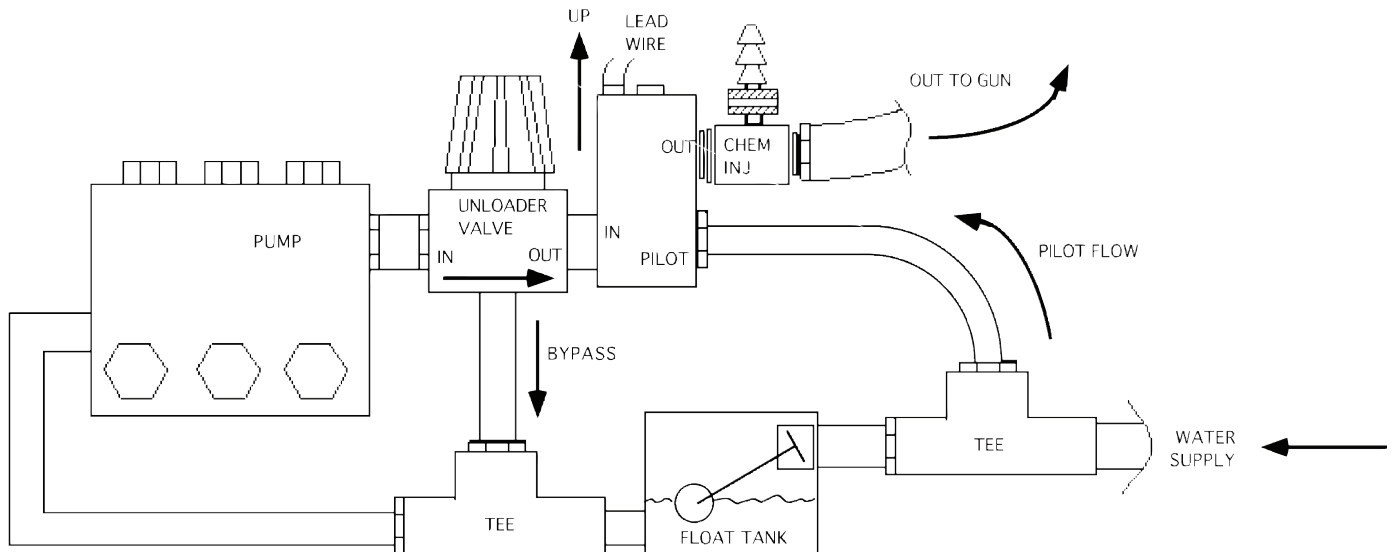 UP
LEAD
WIRE
OUT TO GUN
OUT
CHEM
INJ
UNLOADER
VALVE
PUMP
IN
OUT
IN
PILOT
PILOT FLOW
BYPASS
TEE
WATER
SUPPLY
TEE
FLOAT TANK